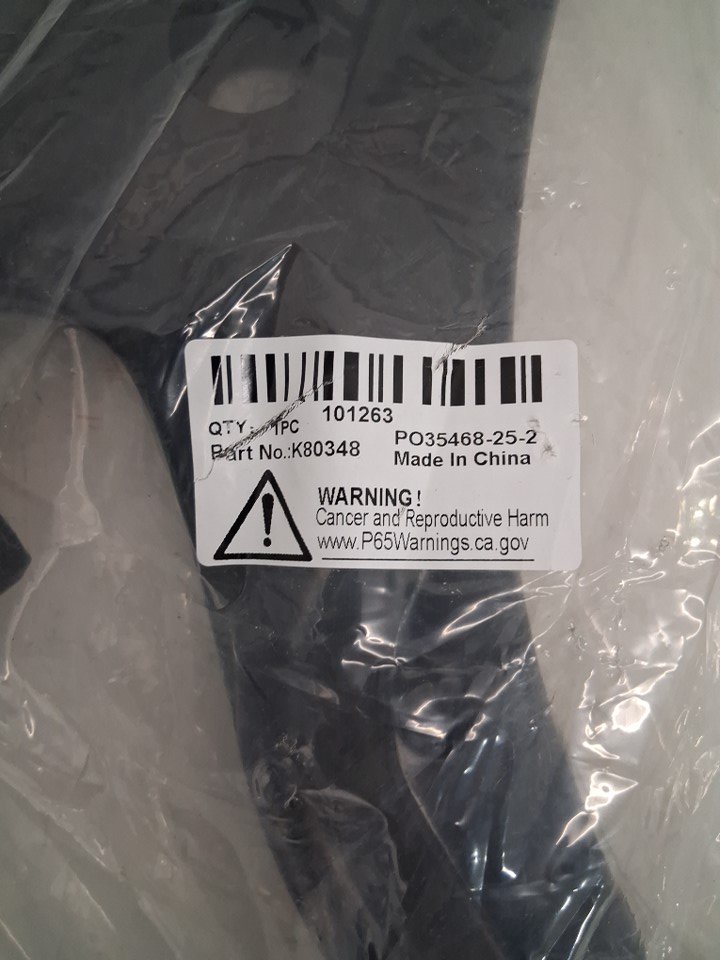 101263
QTY: 1PC
Part No.:K80348
PO35468-25-2
Made In China
WARNING!
Cancer and Reproductive Harm
www.P65Warnings.ca.gov